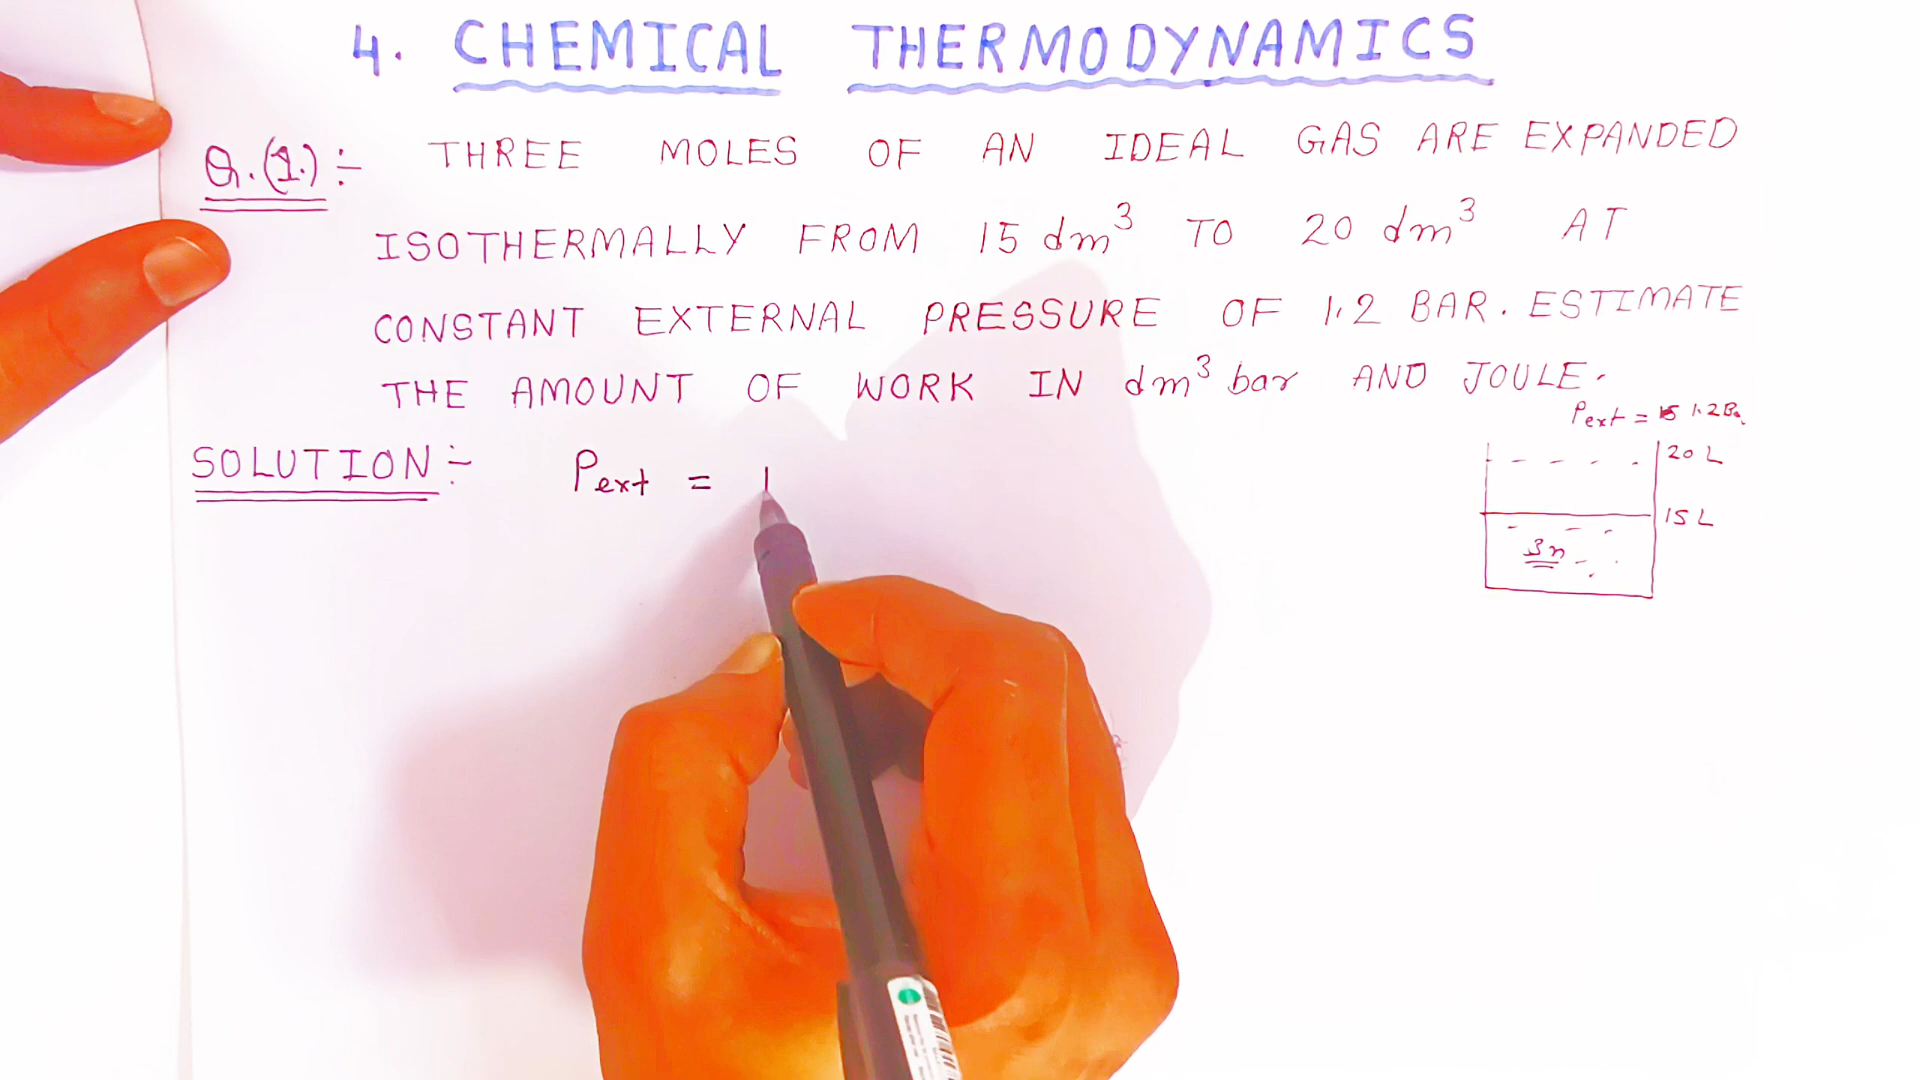 4. CHEMICAL THERMODYNAMICS
Q.(1.) :- THREE MOLES OF AN IDEAL GAS ARE EXPANDED
ISOTHERMALLY FROM 15 dm³ TO 20 dm³ AT
CONSTANT EXTERNAL PRESSURE OF 1.2 BAR. ESTIMATE
THE AMOUNT OF WORK IN dm³ bar AND JOULE.
Pext = 1.2 Ba
20 L
15 L
3n
SOLUTION :- Pext = 1